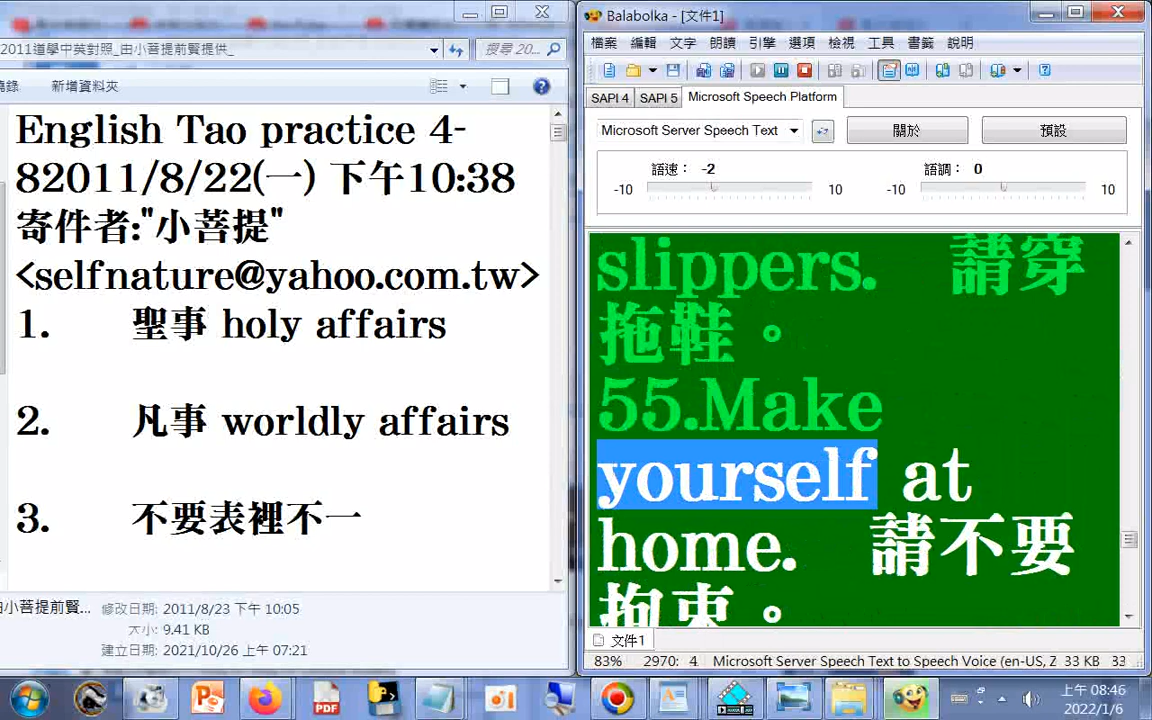 2011道學中英對照_由小菩提前賢提供_
搜尋 20...
新增資料夾
English Tao practice 4-
82011/8/22(一) 下午10:38
寄件者:"小菩提"
<selfnature@yahoo.com.tw>
1. 聖事 holy affairs
2. 凡事 worldly affairs
3. 不要表裡不一
小菩提前賢...
修改日期: 2011/8/23 下午 10:05
大小: 9.41 KB
建立日期: 2021/10/26 上午 07:21
Balabolka - [文件1]
檔案 編輯 文字 朗讀 引擎 選項 檢視 工具 書籤 說明
SAPI 4 SAPI 5 Microsoft Speech Platform
Microsoft Server Speech Text 關於 預設
語速： -2 語調： 0
-10 10 -10 10
slippers. 請穿
拖鞋。
55.Make
yourself at
home. 請不要
拘束。
文件1
83% 2970: 4 Microsoft Server Speech Text to Speech Voice (en-US, Z 33 KB 33
上午 08:46
2022/1/6